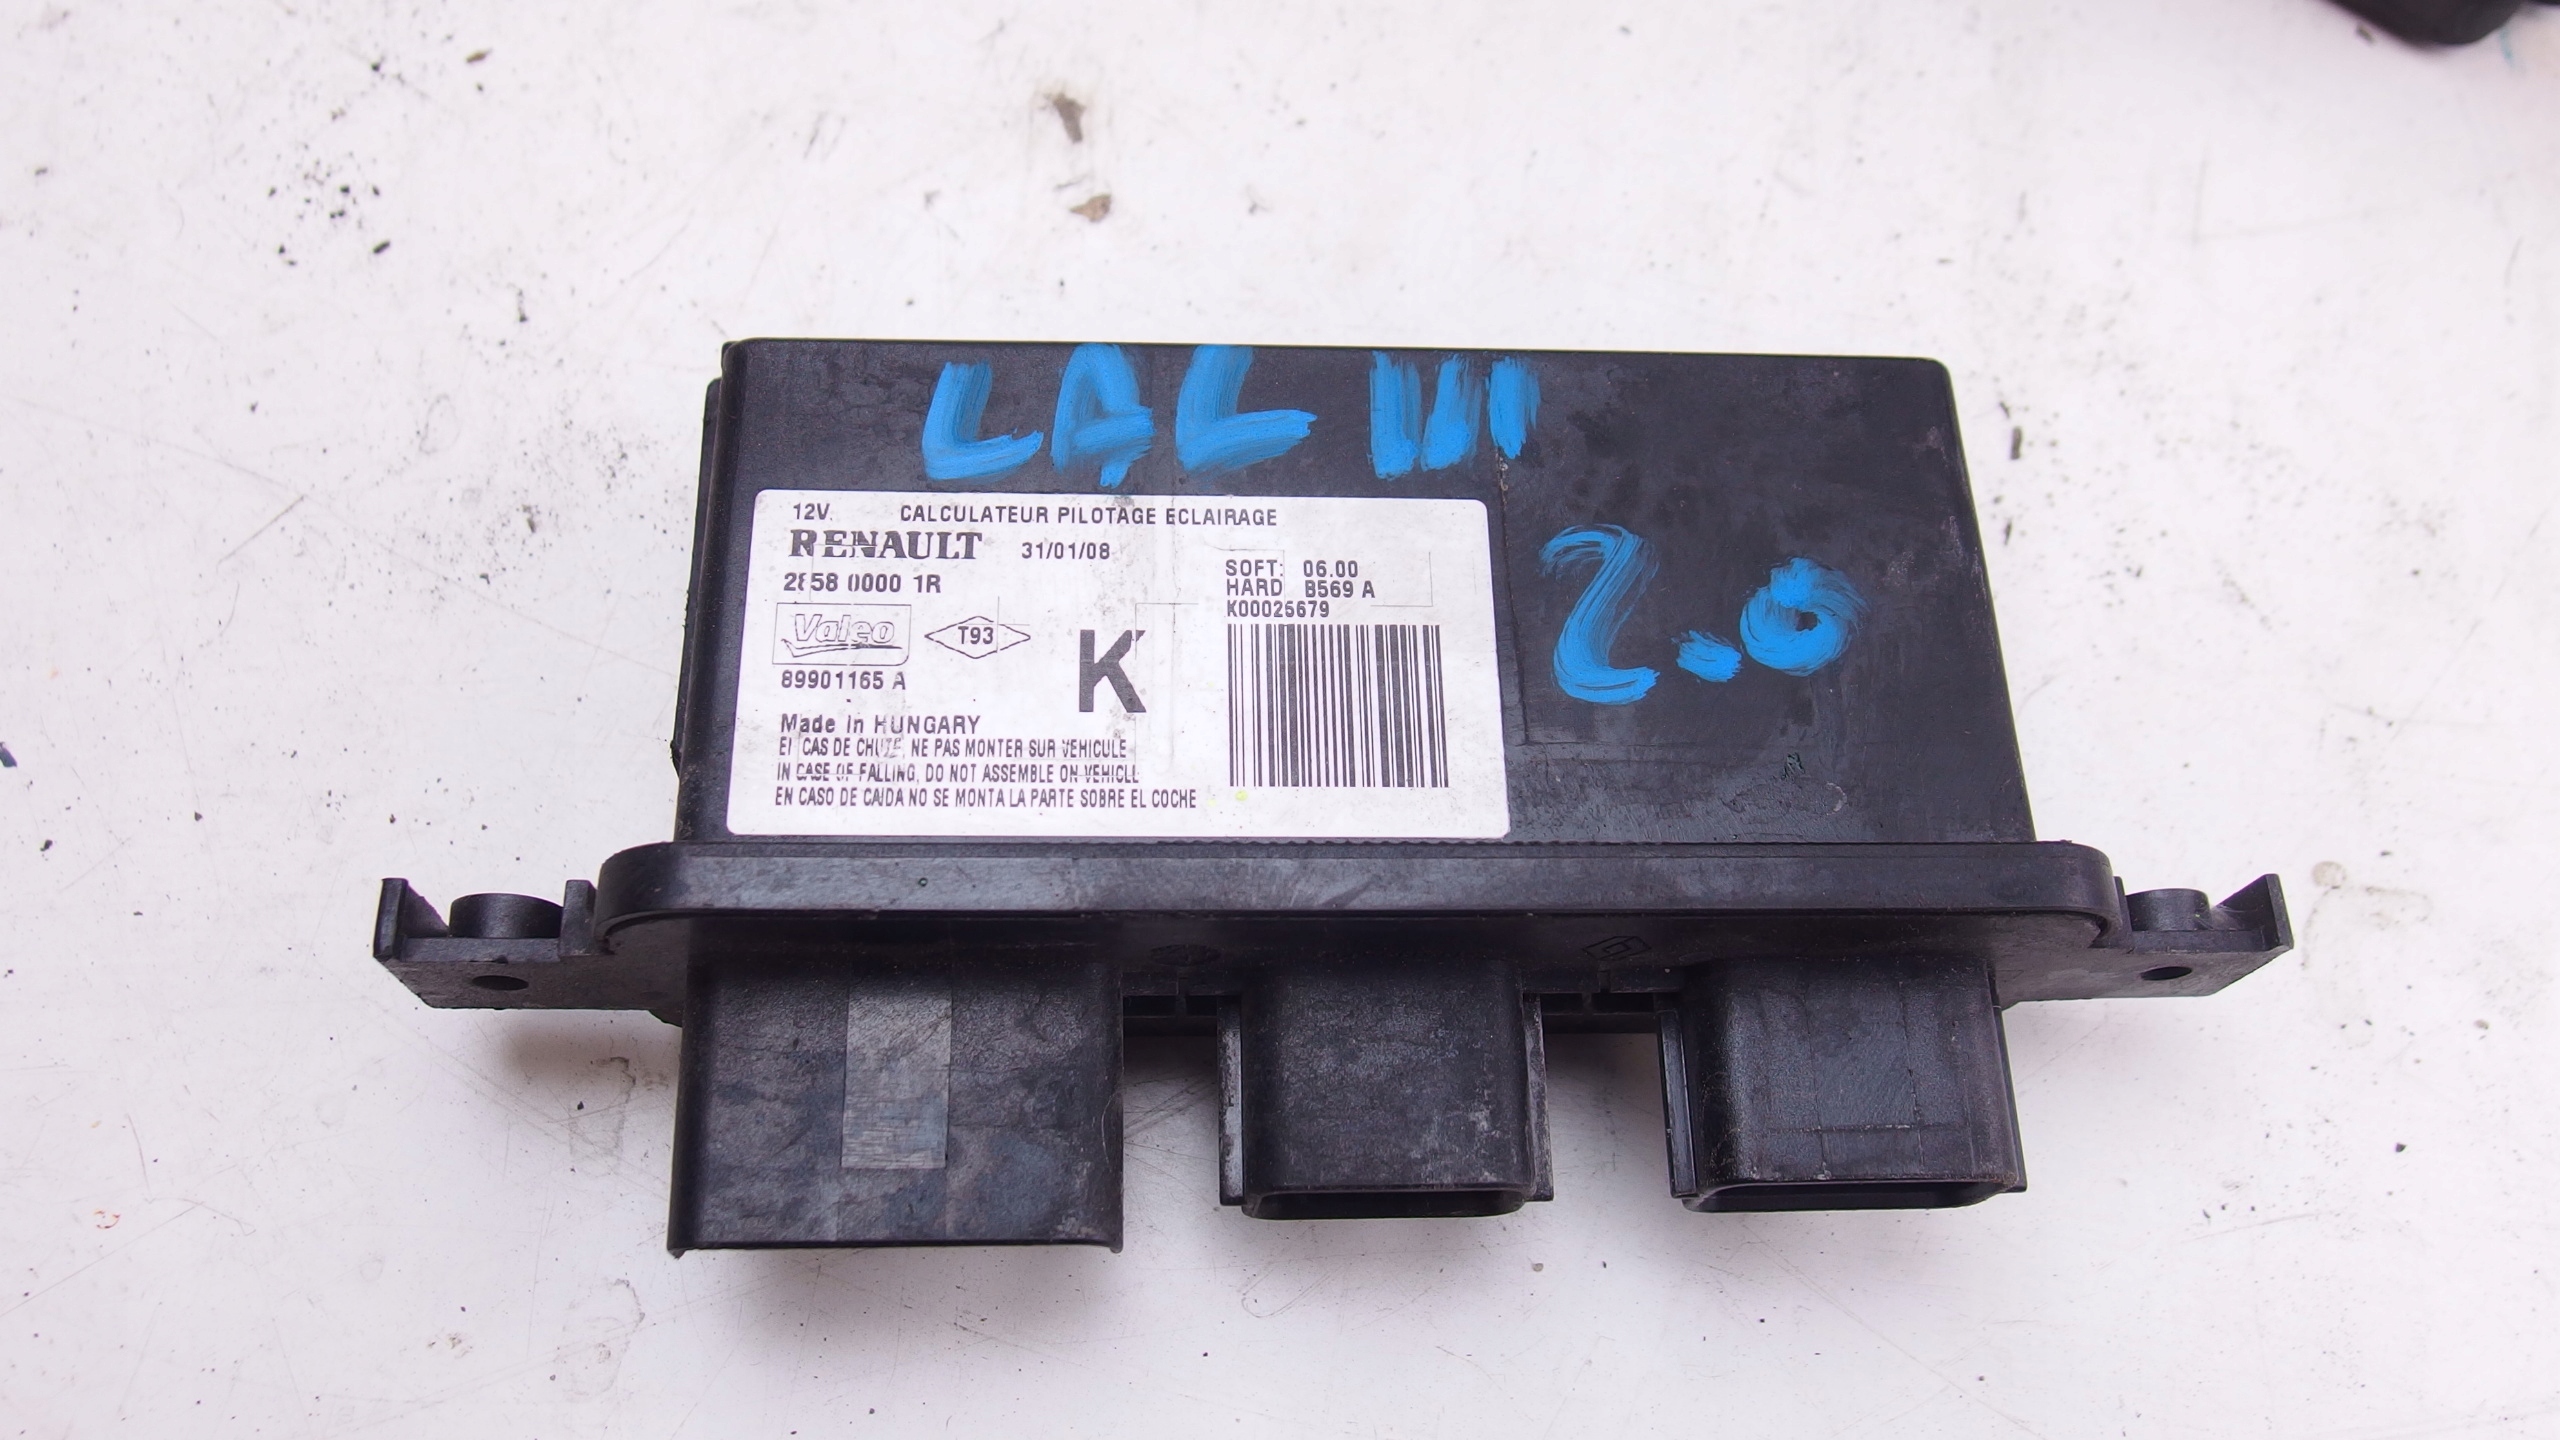 LAG III
2.0
12V. CALCULATEUR PILOTAGE ECLAIRAGE
RENAULT 31/01/08
2858 0000 1R
SOFT: 06.00
HARD B569 A
K00026679
Valeo T93 K
89901165 A
Made In HUNGARY
EN CAS DE CHUTE, NE PAS MONTER SUR VEHICULE
IN CASE OF FALLING, DO NOT ASSEMBLE ON VEHICLE
EN CASO DE CAIDA NO SE MONTA LA PARTE SOBRE EL COCHE